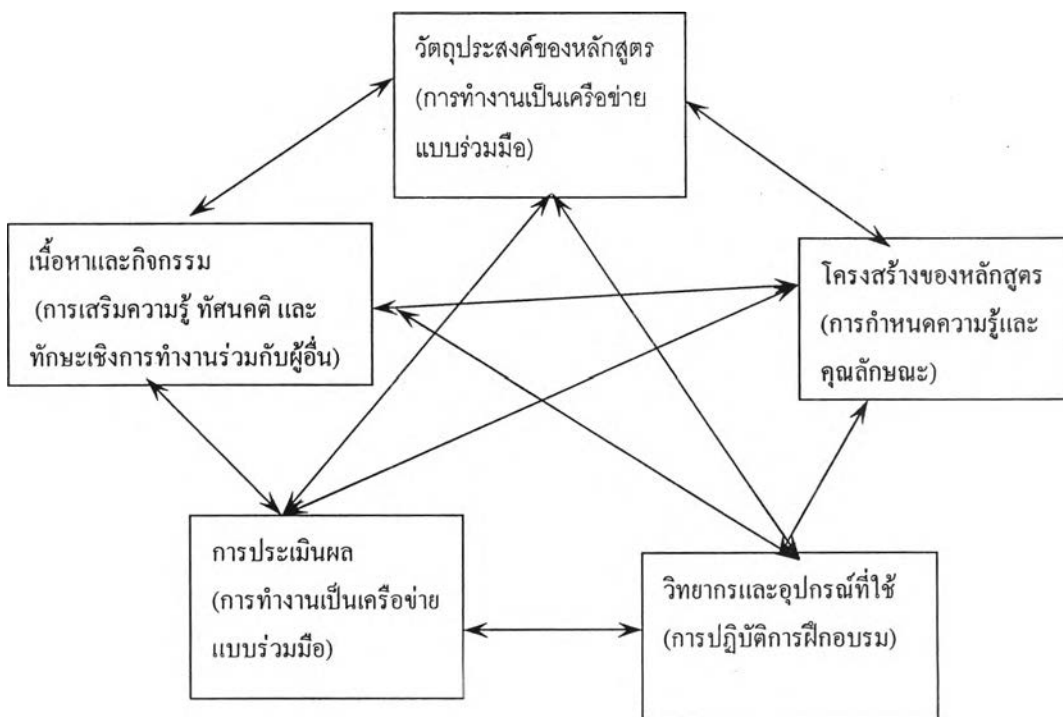 วัตถุประสงค์ของหลักสูตร
(การทำงานเป็นเครือข่าย
แบบร่วมมือ)
เนื้อหาและกิจกรรม
(การเสริมความรู้ ทัศนคติ และ
ทักษะเชิงการทำงานร่วมกับผู้อื่น)
โครงสร้างของหลักสูตร
(การกำหนดความรู้และ
คุณลักษณะ)
การประเมินผล
(การทำงานเป็นเครือข่าย
แบบร่วมมือ)
วิทยากรและอุปกรณ์ที่ใช้
(การปฏิบัติการฝึกอบรม)